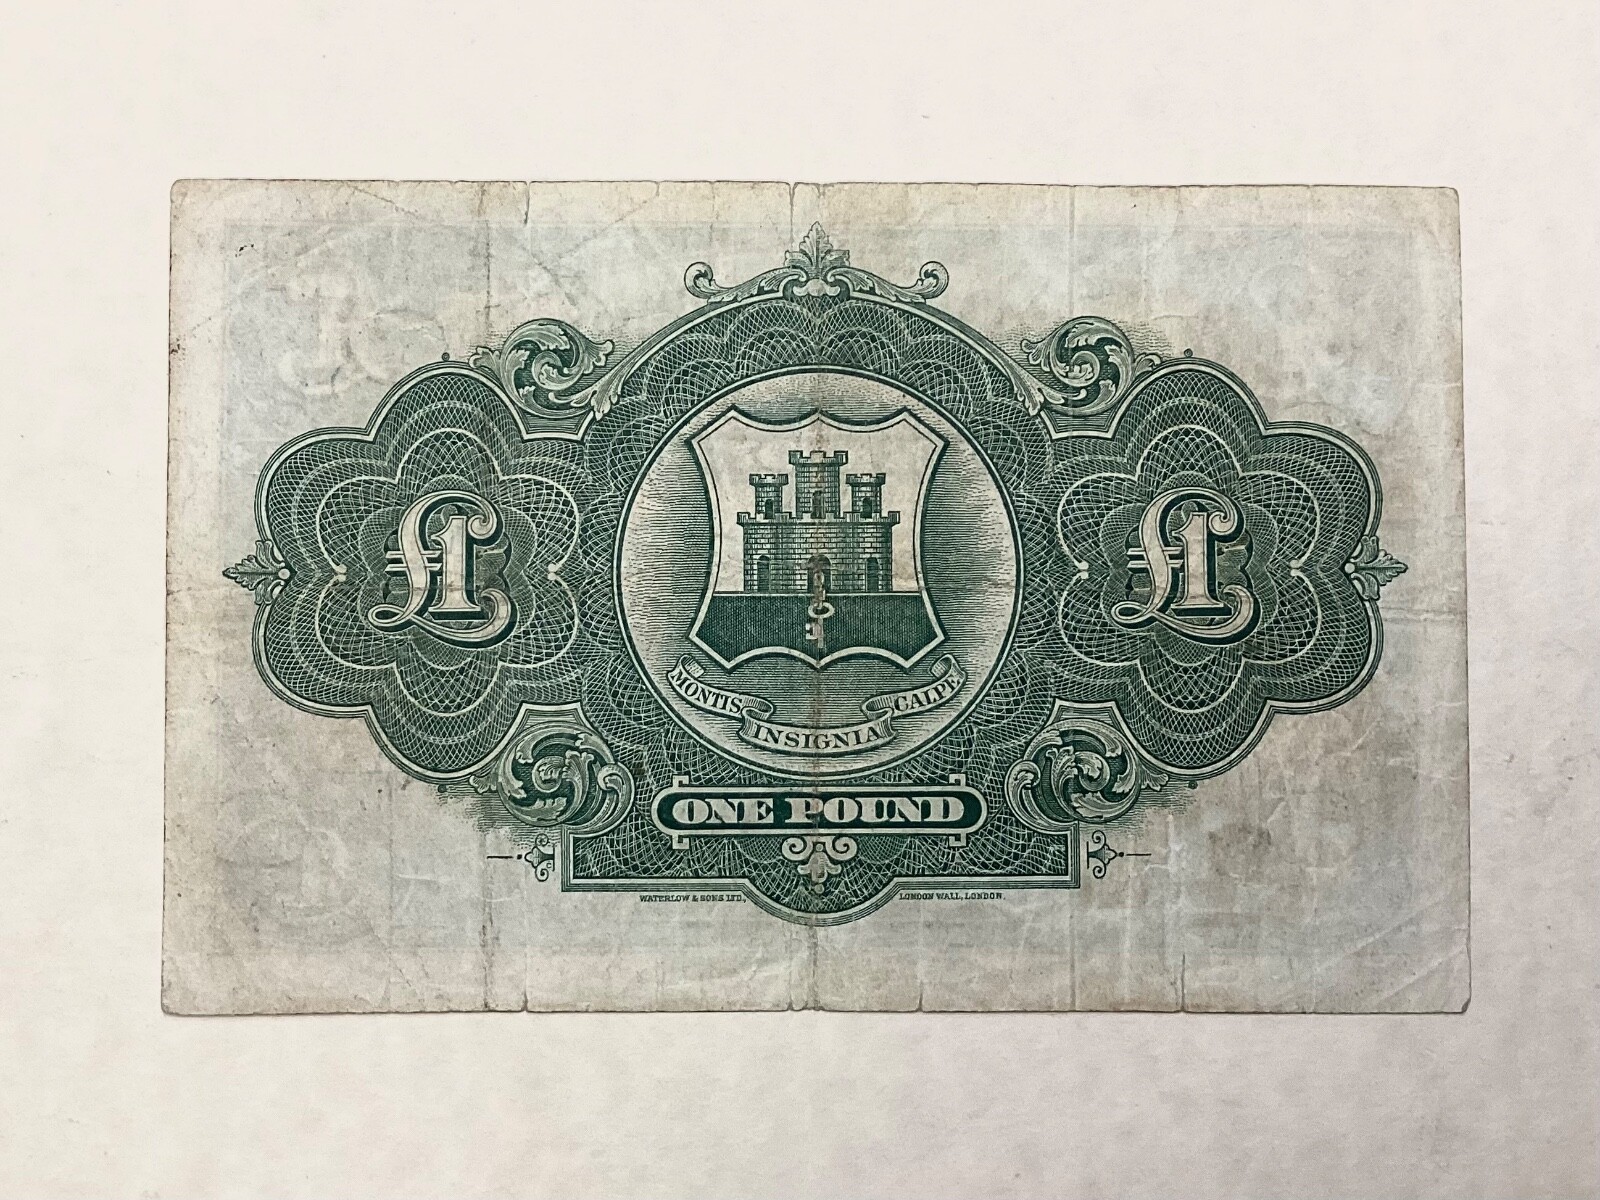 £1
£1
MONTIS INSIGNIA CALPE
ONE POUND
WATERLOW & SONS LTD, LONDON WALL, LONDON.